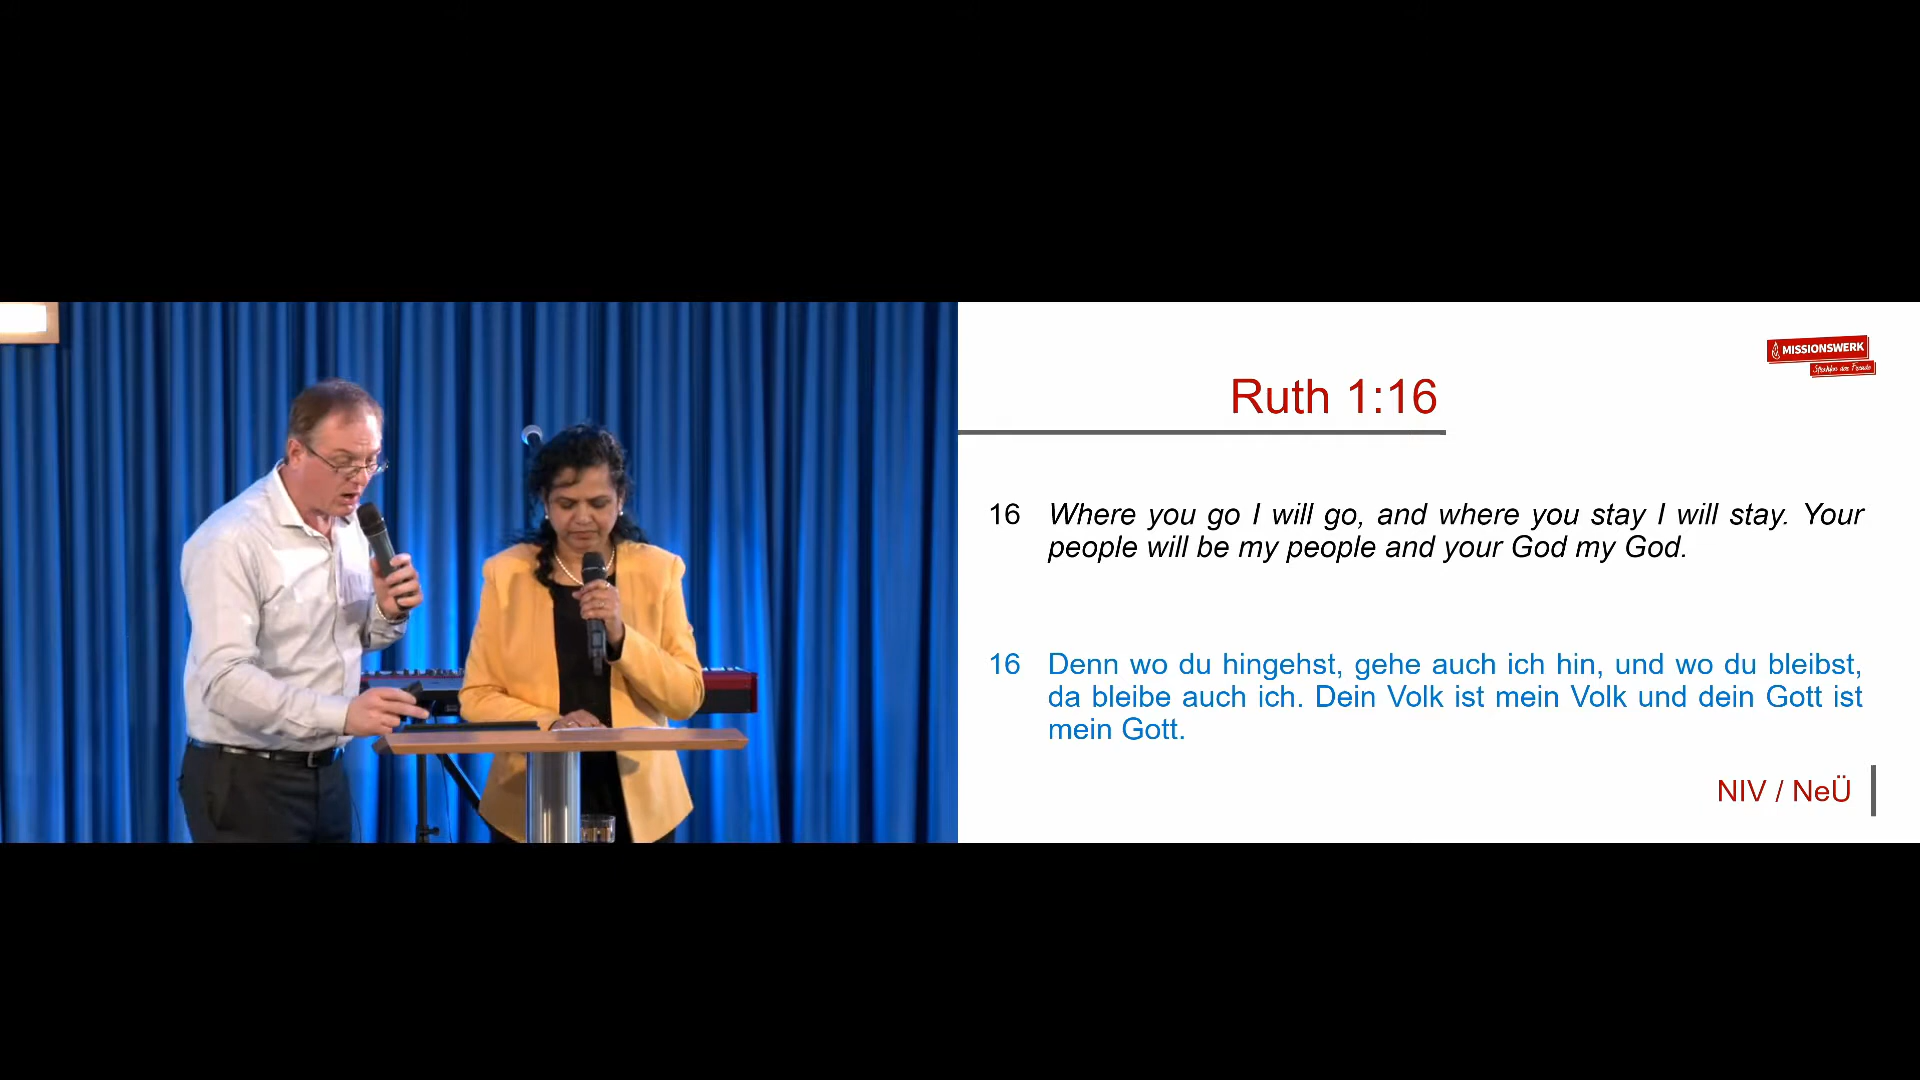 MISSIONSWERK
Strahlen der Freude
Ruth 1:16
16 Where you go I will go, and where you stay I will stay. Your
people will be my people and your God my God.
16 Denn wo du hingehst, gehe auch ich hin, und wo du bleibst,
da bleibe auch ich. Dein Volk ist mein Volk und dein Gott ist
mein Gott.
NIV / NeÜ